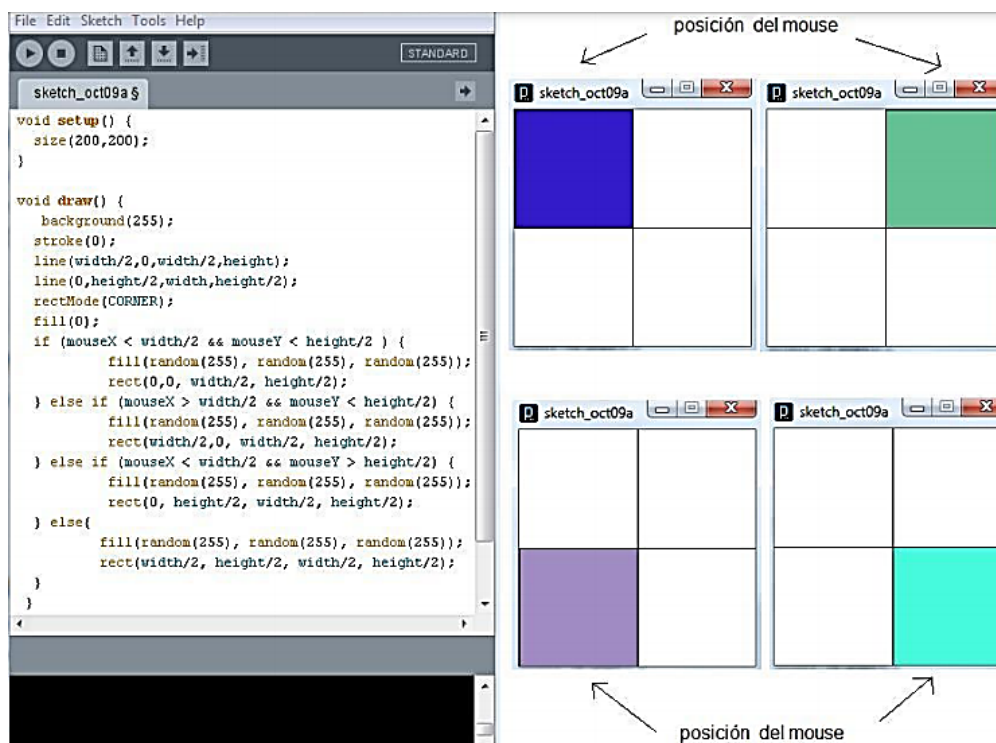 File Edit Sketch Tools Help
STANDARD
sketch_oct09a §
void setup() {
  size(200,200);
}

void draw() {
   background(255);
  stroke(0);
  line(width/2,0,width/2,height);
  line(0,height/2,width,height/2);
  rectMode(CORNER);
  fill(0);
  if (mouseX < width/2 && mouseY < height/2 ) {
          fill(random(255), random(255), random(255));
          rect(0,0, width/2, height/2);
  } else if (mouseX > width/2 && mouseY < height/2) {
          fill(random(255), random(255), random(255));
          rect(width/2,0, width/2, height/2);
  } else if (mouseX < width/2 && mouseY > height/2) {
          fill(random(255), random(255), random(255));
          rect(0, height/2, width/2, height/2);
  } else{
         fill(random(255), random(255), random(255));
         rect(width/2, height/2, width/2, height/2);
  }
 }
posición del mouse
sketch_oct09a
sketch_oct09a
sketch_oct09a
sketch_oct09a
posición del mouse